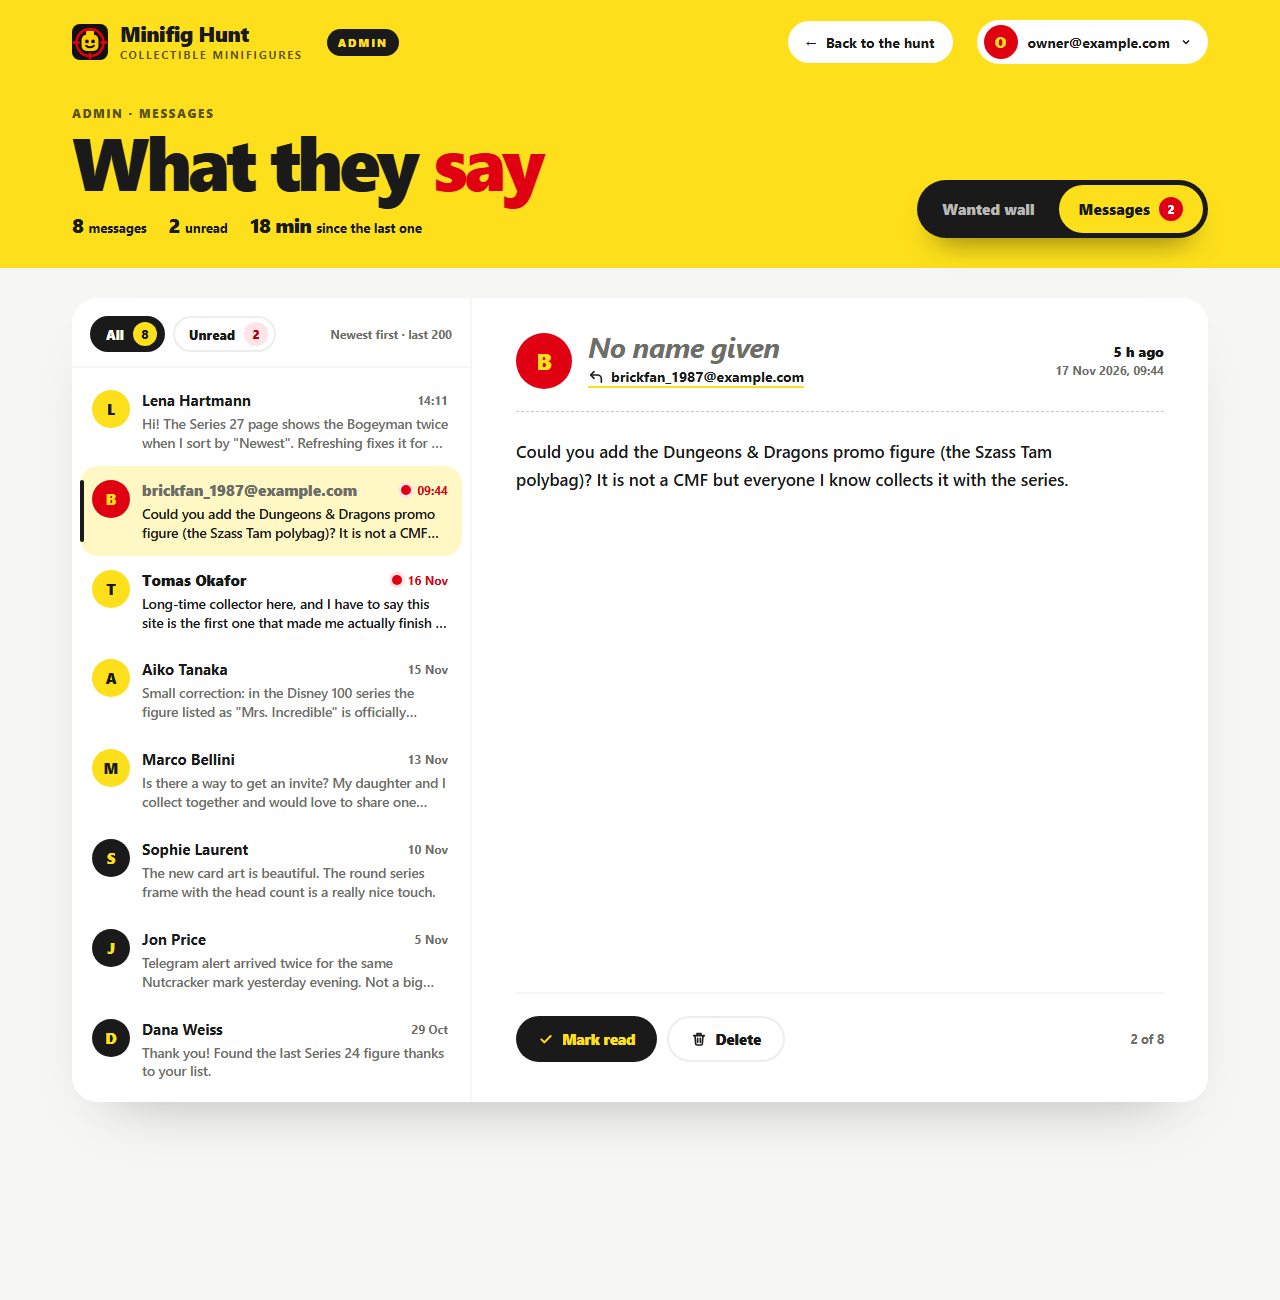 Minifig Hunt
COLLECTIBLE MINIFIGURES
ADMIN
← Back to the hunt
O owner@example.com
ADMIN · MESSAGES
What they say
8 messages 2 unread 18 min since the last one
Wanted wall
Messages 2
All 8
Unread 2
Newest first · last 200
L
Lena Hartmann 14:11
Hi! The Series 27 page shows the Bogeyman twice
when I sort by "Newest". Refreshing fixes it for ...
B
brickfan_1987@example.com 09:44
Could you add the Dungeons & Dragons promo
figure (the Szass Tam polybag)? It is not a CMF...
T
Tomas Okafor 16 Nov
Long-time collector here, and I have to say this
site is the first one that made me actually finish ...
A
Aiko Tanaka 15 Nov
Small correction: in the Disney 100 series the
figure listed as "Mrs. Incredible" is officially...
M
Marco Bellini 13 Nov
Is there a way to get an invite? My daughter and I
collect together and would love to share one...
S
Sophie Laurent 10 Nov
The new card art is beautiful. The round series
frame with the head count is a really nice touch.
J
Jon Price 5 Nov
Telegram alert arrived twice for the same
Nutcracker mark yesterday evening. Not a big...
D
Dana Weiss 29 Oct
Thank you! Found the last Series 24 figure thanks
to your list.
B
No name given
brickfan_1987@example.com
5 h ago
17 Nov 2026, 09:44
Could you add the Dungeons & Dragons promo figure (the Szass Tam
polybag)? It is not a CMF but everyone I know collects it with the series.
Mark read
Delete
2 of 8